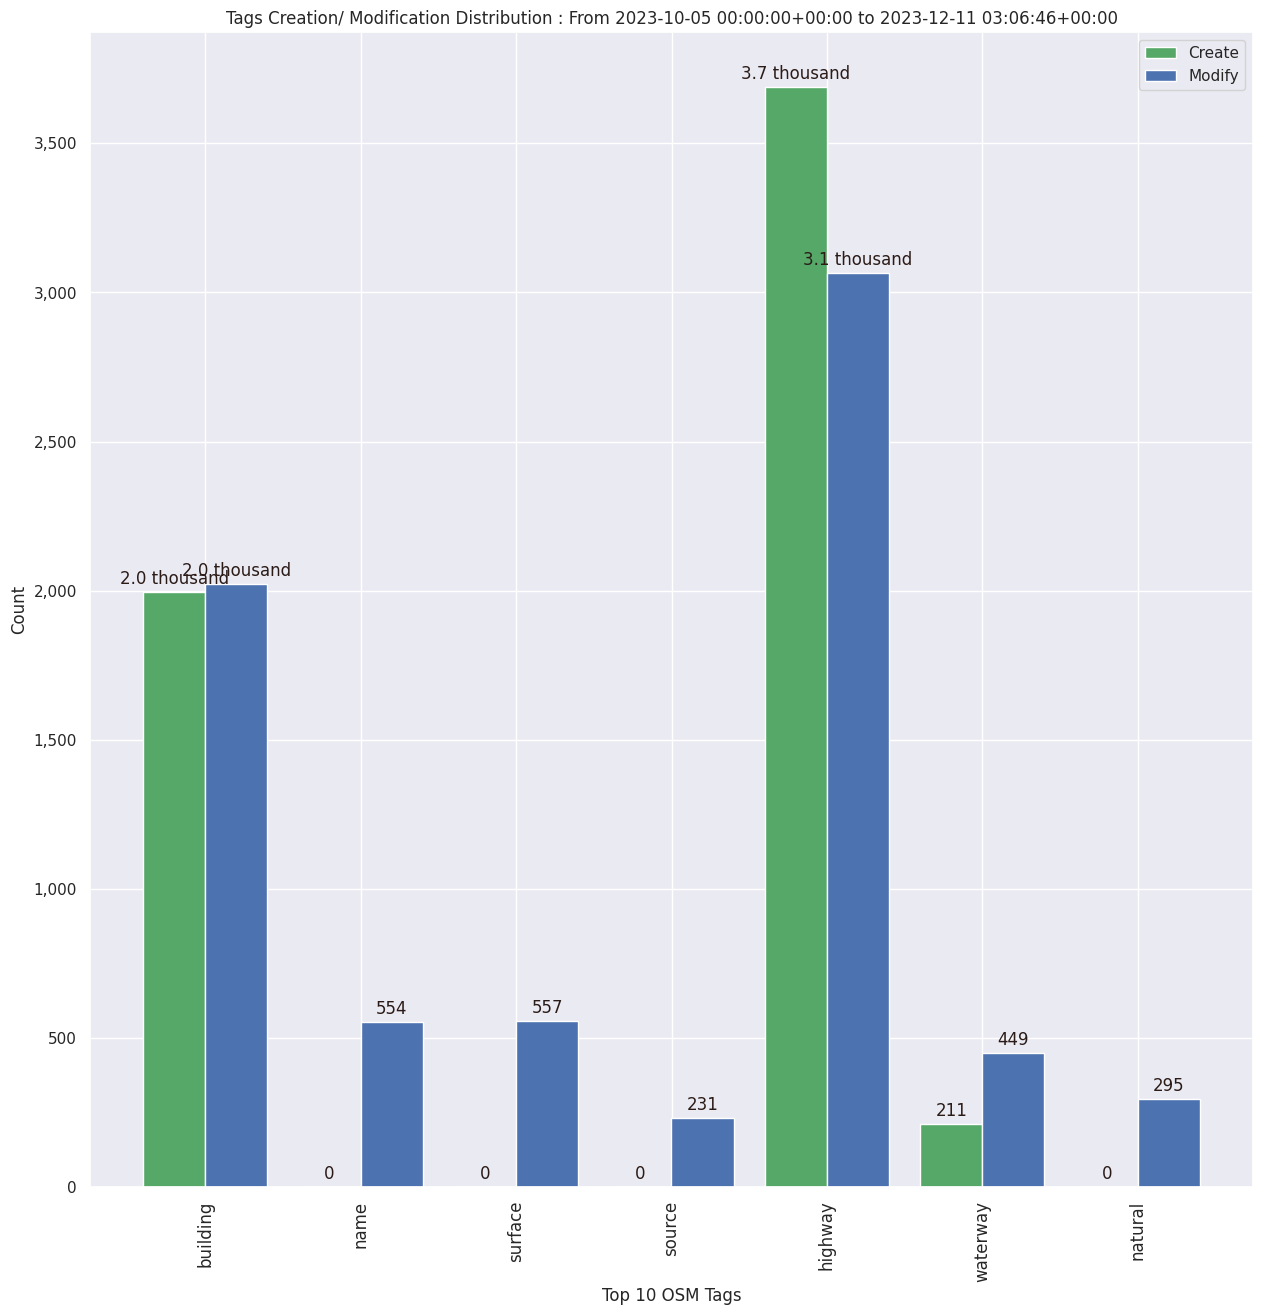 Tags Creation/ Modification Distribution : From 2023-10-05 00:00:00+00:00 to 2023-12-11 03:06:46+00:00
Create
Modify
3.7 thousand
3.1 thousand
2.0 thousand
2.0 thousand
554
557
231
449
211
295
0
0
0
0
3,500
3,000
2,500
2,000
1,500
1,000
500
0
Count
building
name
surface
source
highway
waterway
natural
Top 10 OSM Tags